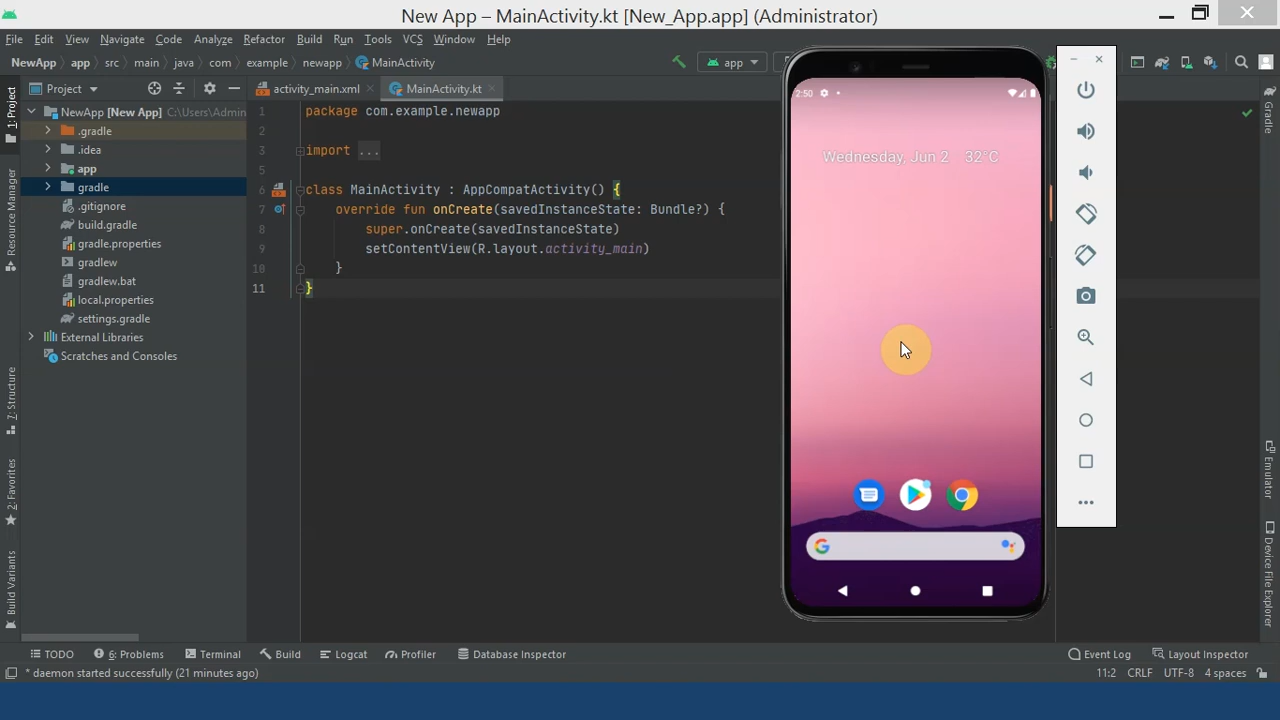 New App – MainActivity.kt [New_App.app] (Administrator)
File Edit View Navigate Code Analyze Refactor Build Run Tools VCS Window Help
NewApp app src main java com example newapp MainActivity app
1: Project
Resource Manager
7: Structure
2: Favorites
Build Variants
Project
NewApp [New App] C:\Users\Admin
.gradle
.idea
app
gradle
.gitignore
build.gradle
gradle.properties
gradlew
gradlew.bat
local.properties
settings.gradle
External Libraries
Scratches and Consoles
activity_main.xml MainActivity.kt
1 package com.example.newapp
2
3 import ...
5
6 class MainActivity : AppCompatActivity() {
7 override fun onCreate(savedInstanceState: Bundle?) {
8 super.onCreate(savedInstanceState)
9 setContentView(R.layout.activity_main)
10 }
11 }
2:50
Wednesday, Jun 2 32°C
Gradle
Emulator
Device File Explorer
TODO 6: Problems Terminal Build Logcat Profiler Database Inspector Event Log Layout Inspector
* daemon started successfully (21 minutes ago) 11:2 CRLF UTF-8 4 spaces